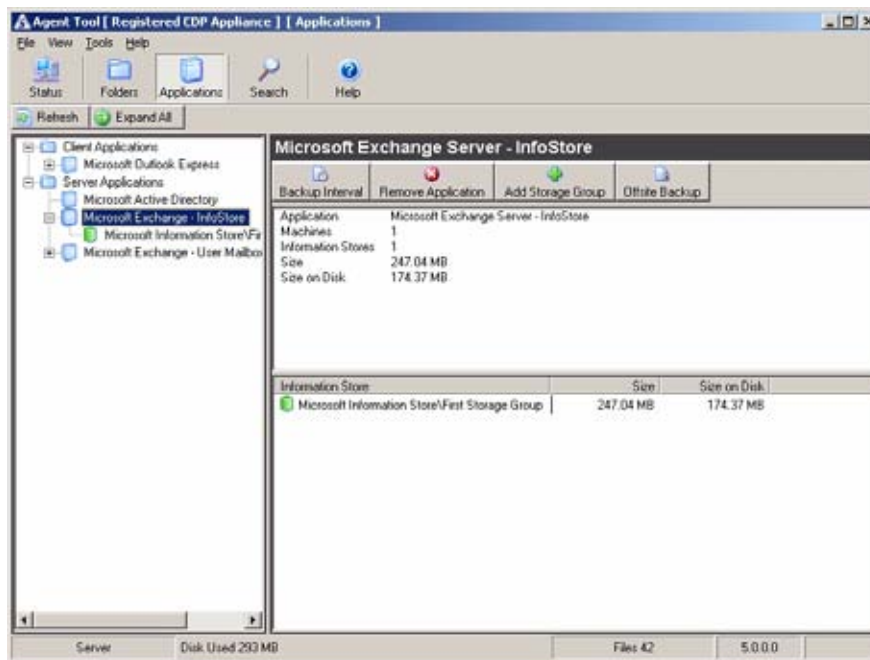 Agent Tool [ Registered CDP Appliance ] [ Applications ]
File View Tools Help
Status Folders Applications Search Help
Refresh Expand All
Client Applications
Microsoft Outlook Express
Server Applications
Microsoft Active Directory
Microsoft Exchange - InfoStore
Microsoft Information Store\Fir
Microsoft Exchange - User Mailbox
Microsoft Exchange Server - InfoStore
Backup Interval Remove Application Add Storage Group Offsite Backup
Application Microsoft Exchange Server - InfoStore
Machines 1
Information Stores 1
Size 247.04 MB
Size on Disk 174.37 MB
Information Store Size Size on Disk
Microsoft Information Store\First Storage Group 247.04 MB 174.37 MB
Server Disk Used 293 MB Files 42 5.0.0.0